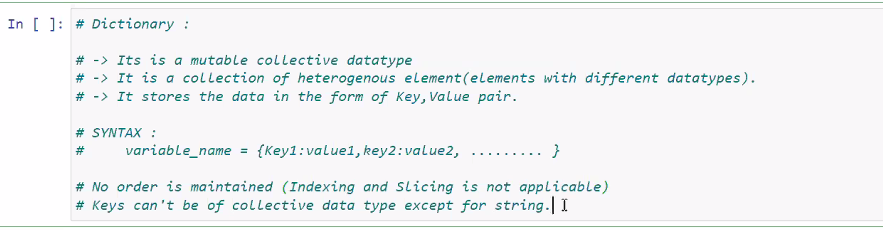 In [ ]: # Dictionary :
# -> Its is a mutable collective datatype
# -> It is a collection of heterogenous element(elements with different datatypes).
# -> It stores the data in the form of Key,Value pair.
# SYNTAX :
#     variable_name = {Key1:value1,key2:value2, ......... }
# No order is maintained (Indexing and Slicing is not applicable)
# Keys can't be of collective data type except for string.